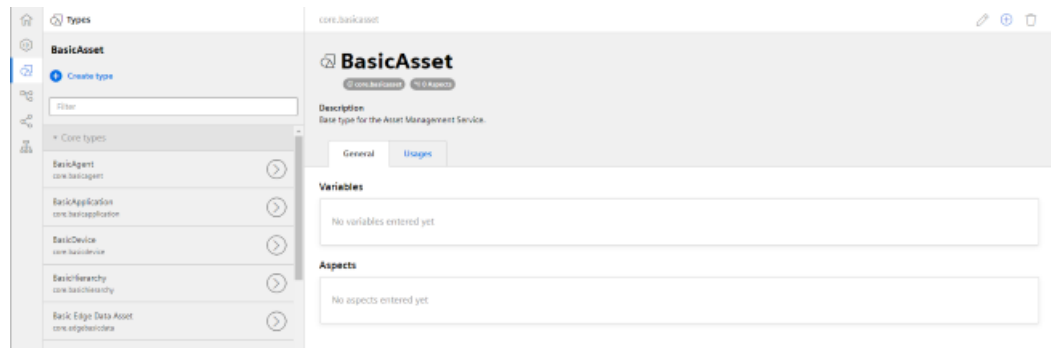 Types
BasicAsset
Create type
Filter
Core types
BasicAgent
core.basicagent
BasicApplication
core.basicapplication
BasicDevice
core.basicdevice
BasicHierarchy
core.basichierarchy
Basic Edge Data Asset
core.edgebasicdata
core.basicasset
BasicAsset
core.basicasset 0 Aspects
Description
Base type for the Asset Management Service.
General Usages
Variables
No variables entered yet
Aspects
No aspects entered yet